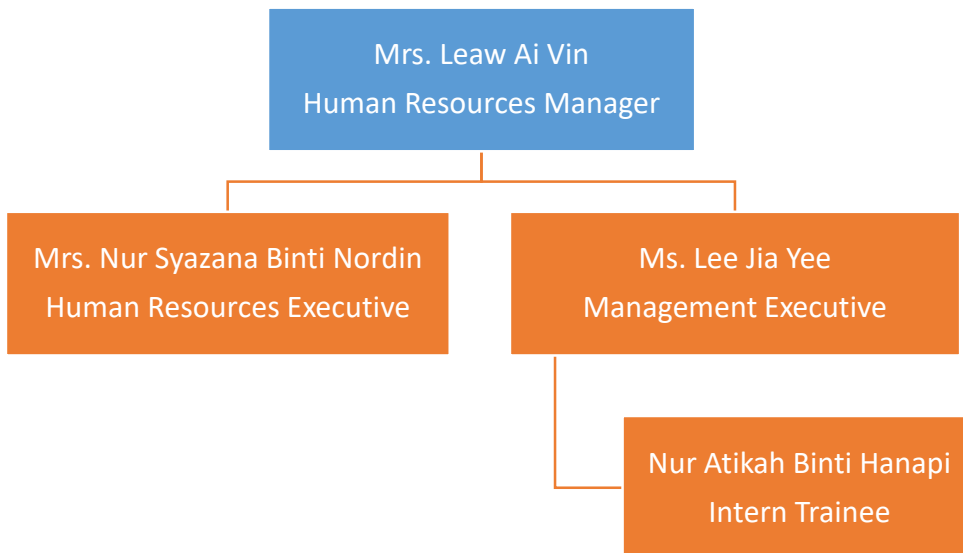 Mrs. Leaw Ai Vin
Human Resources Manager
Mrs. Nur Syazana Binti Nordin
Human Resources Executive
Ms. Lee Jia Yee
Management Executive
Nur Atikah Binti Hanapi
Intern Trainee